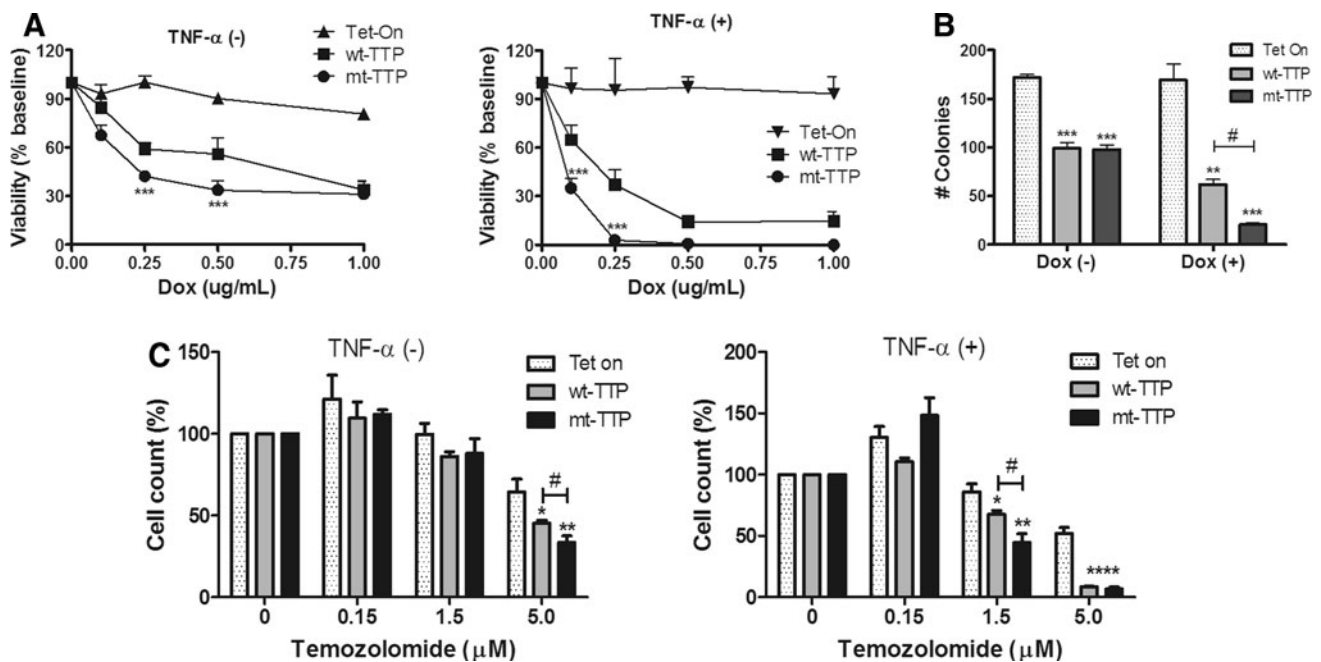 A
TNF-α (-)
Tet-On
wt-TTP
mt-TTP
Viability (% baseline)
120
90
60
30
0
***
***
0.00 0.25 0.50 0.75 1.00
Dox (ug/mL)
TNF-α (+)
Tet-On
wt-TTP
mt-TTP
Viability (% baseline)
120
90
60
30
0
***
***
0.00 0.25 0.50 0.75 1.00
Dox (ug/mL)
B
Tet On
wt-TTP
mt-TTP
# Colonies
200
150
100
50
0
*** ***
#
**
***
Dox (-) Dox (+)
C
TNF-α (-)
Tet on
wt-TTP
mt-TTP
Cell count (%)
150
100
50
0
#
*
**
0 0.15 1.5 5.0
Temozolomide (μM)
TNF-α (+)
Tet on
wt-TTP
mt-TTP
Cell count (%)
200
150
100
50
0
#
*
**
****
0 0.15 1.5 5.0
Temozolomide (μM)